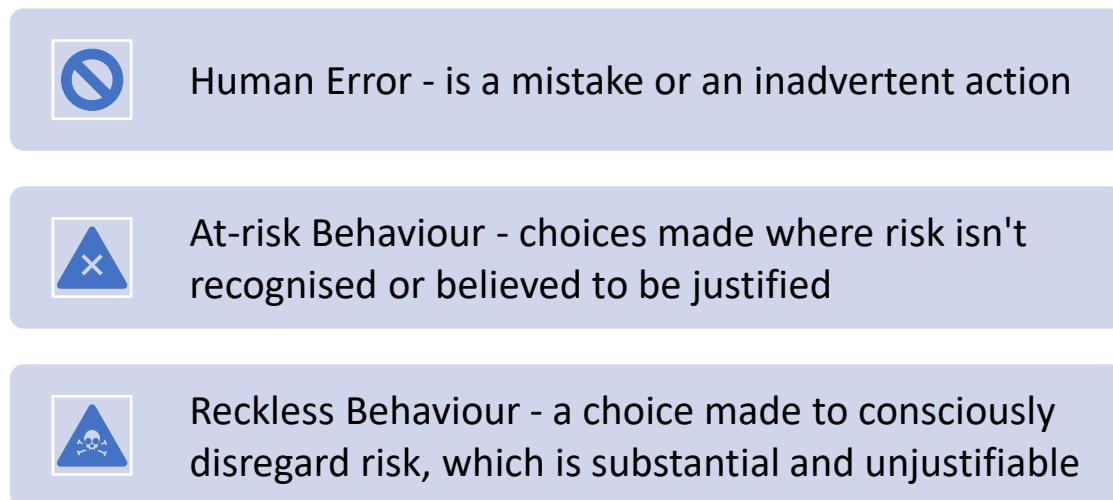 Human Error - is a mistake or an inadvertent action
At-risk Behaviour - choices made where risk isn't
recognised or believed to be justified
Reckless Behaviour - a choice made to consciously
disregard risk, which is substantial and unjustifiable